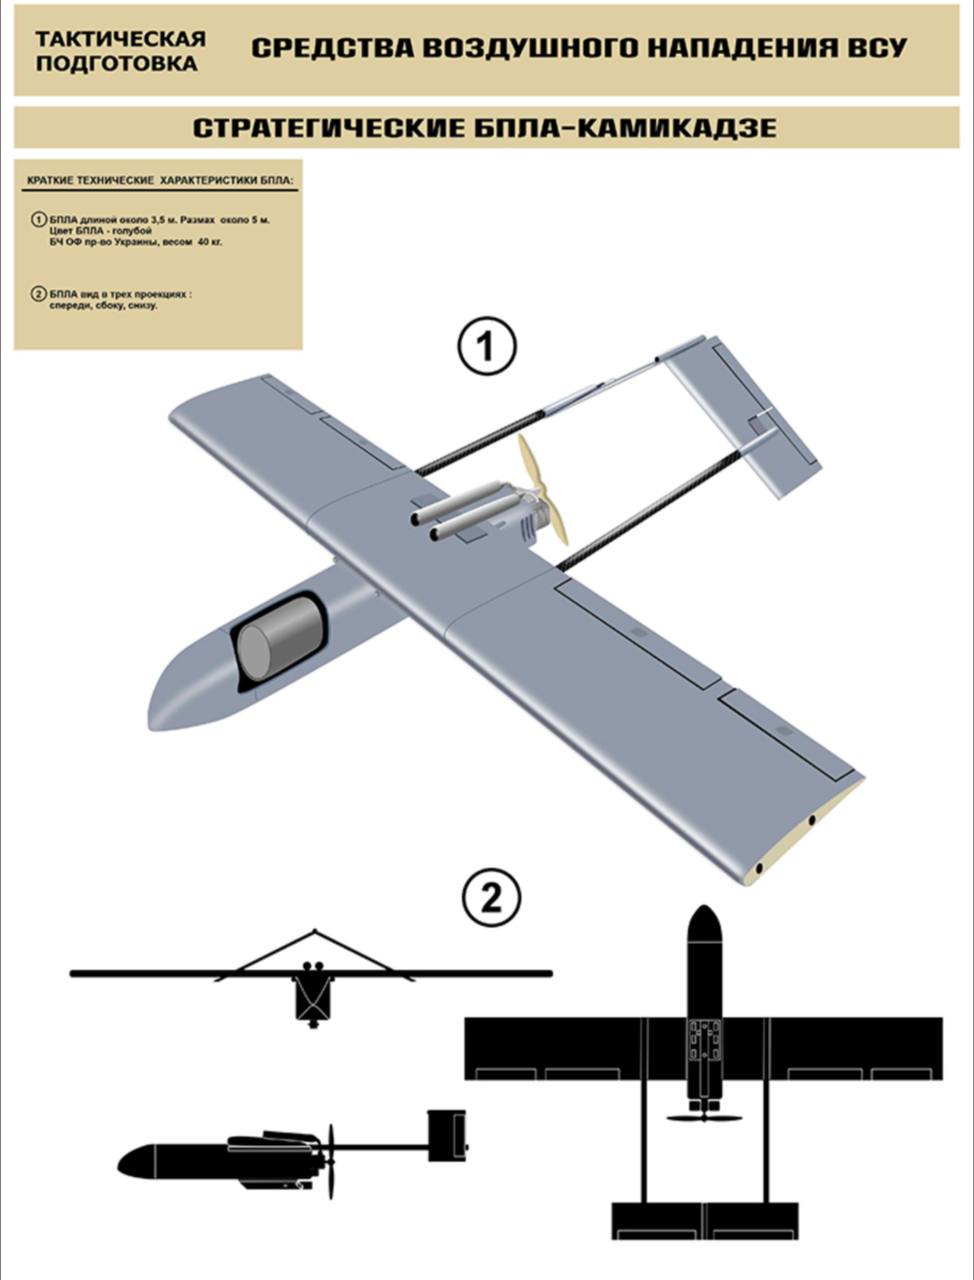 ТАКТИЧЕСКАЯ
ПОДГОТОВКА
СРЕДСТВА ВОЗДУШНОГО НАПАДЕНИЯ ВСУ
СТРАТЕГИЧЕСКИЕ БПЛА-КАМИКАДЗЕ
КРАТКИЕ ТЕХНИЧЕСКИЕ ХАРАКТЕРИСТИКИ БПЛА:
1 БПЛА длиной около 3,5 м. Размах около 5 м.
Цвет БПЛА - голубой
БЧ ОФ пр-во Украины, весом 40 кг.
2 БПЛА вид в трех проекциях :
спереди, сбоку, снизу.
1
2